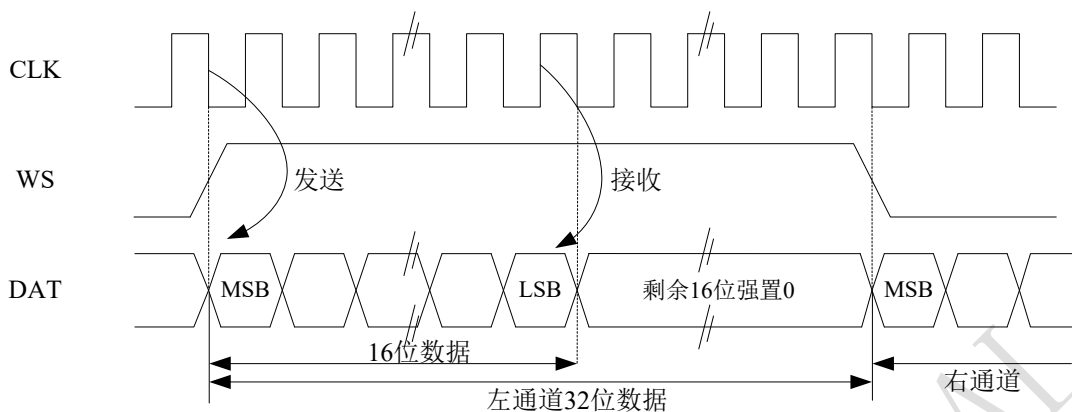 CLK
WS
发送
接收
DAT
MSB
LSB
剩余16位强置0
MSB
16位数据
右通道
左通道32位数据